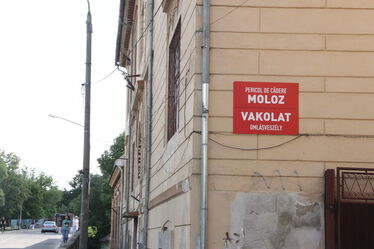 PERICOL DE CĂDERE
MOLOZ
VAKOLAT
OMLÁSVESZÉLY